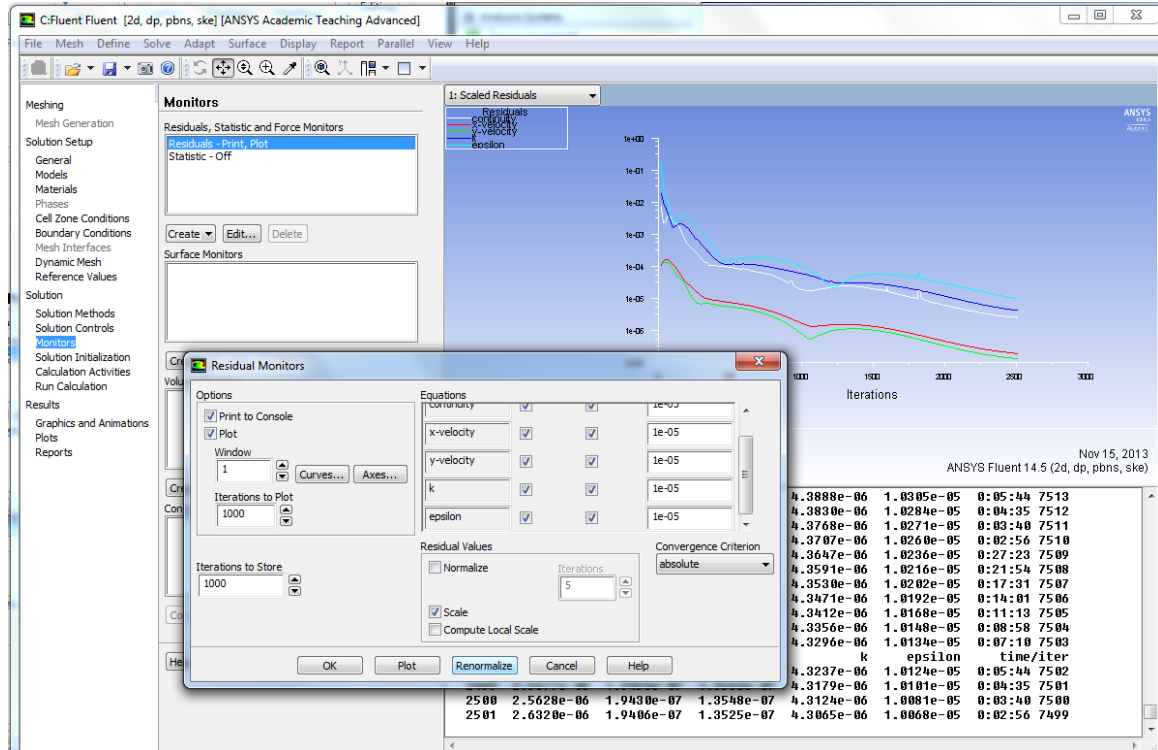 C:Fluent Fluent [2d, dp, pbns, ske] [ANSYS Academic Teaching Advanced]
File Mesh Define Solve Adapt Surface Display Report Parallel View Help
Meshing
Mesh Generation
Solution Setup
General
Models
Materials
Phases
Cell Zone Conditions
Boundary Conditions
Mesh Interfaces
Dynamic Mesh
Reference Values
Solution
Solution Methods
Solution Controls
Monitors
Solution Initialization
Calculation Activities
Run Calculation
Results
Graphics and Animations
Plots
Reports
Monitors
Residuals, Statistic and Force Monitors
Residuals - Print, Plot
Statistic - Off
Create Edit... Delete
Surface Monitors
1: Scaled Residuals
Residuals
continuity
x-velocity
y-velocity
k
epsilon
ANSYS
1e+00
1e-01
1e-02
1e-03
1e-04
1e-05
1e-06
1000 1500 2000 2500 3000
Iterations
Nov 15, 2013
ANSYS Fluent 14.5 (2d, dp, pbns, ske)
Residual Monitors
Options
Print to Console
Plot
Window
1
Curves... Axes...
Iterations to Plot
1000
Iterations to Store
1000
Equations
continuity 1e-05
x-velocity 1e-05
y-velocity 1e-05
k 1e-05
epsilon 1e-05
Residual Values
Normalize
Iterations
5
Scale
Compute Local Scale
Convergence Criterion
absolute
OK Plot Renormalize Cancel Help
4.3888e-06 1.0305e-05 0:05:44 7513
4.3830e-06 1.0284e-05 0:04:35 7512
4.3768e-06 1.0271e-05 0:03:40 7511
4.3707e-06 1.0260e-05 0:02:56 7510
4.3647e-06 1.0236e-05 0:27:23 7509
4.3591e-06 1.0216e-05 0:21:54 7508
4.3530e-06 1.0202e-05 0:17:31 7507
4.3471e-06 1.0192e-05 0:14:01 7506
4.3412e-06 1.0168e-05 0:11:13 7505
4.3356e-06 1.0148e-05 0:08:58 7504
4.3296e-06 1.0134e-05 0:07:10 7503
k epsilon time/iter
4.3237e-06 1.0124e-05 0:05:44 7502
4.3179e-06 1.0101e-05 0:04:35 7501
2500 2.5628e-06 1.9430e-07 1.3548e-07 4.3124e-06 1.0081e-05 0:03:40 7500
2501 2.6320e-06 1.9406e-07 1.3525e-07 4.3065e-06 1.0068e-05 0:02:56 7499